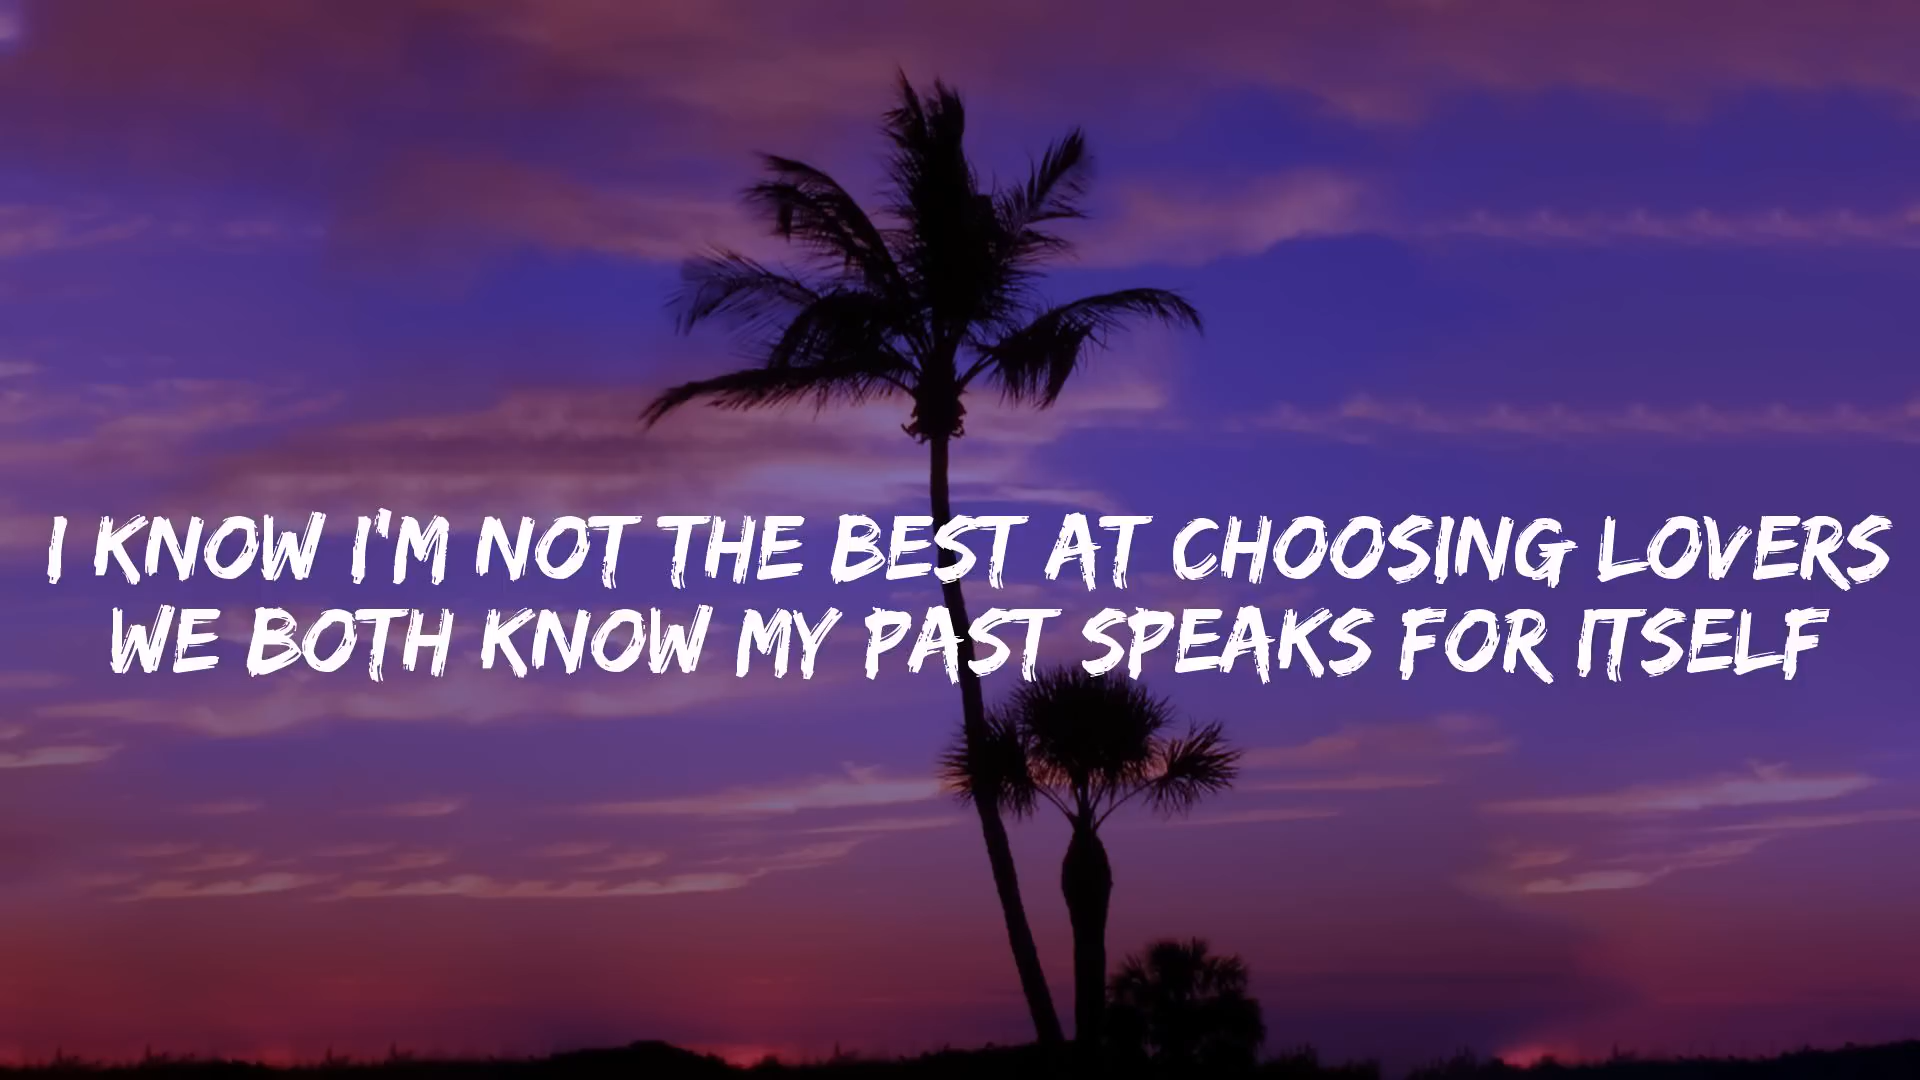 I KNOW I'M NOT THE BEST AT CHOOSING LOVERS
WE BOTH KNOW MY PAST SPEAKS FOR ITSELF